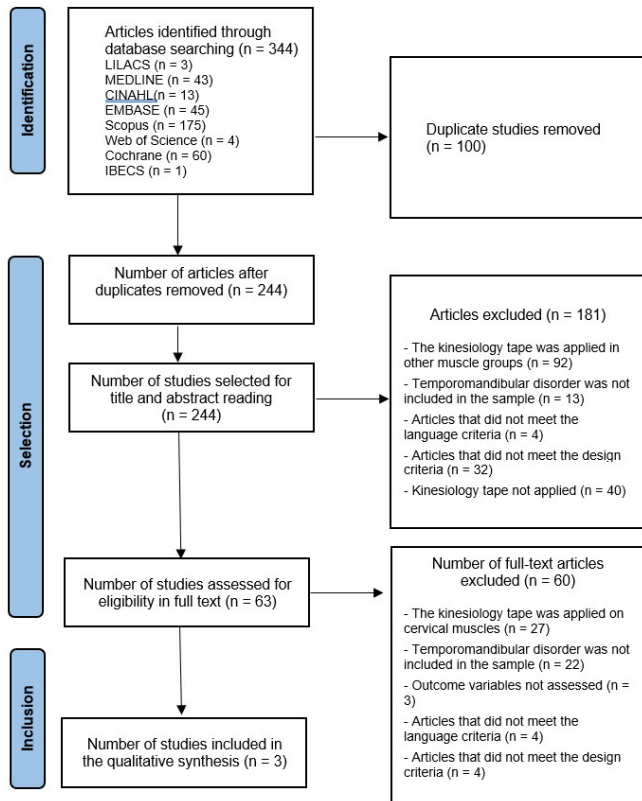 Identification
Articles identified through
database searching (n = 344)
LILACS (n = 3)
MEDLINE (n = 43)
CINAHL(n = 13)
EMBASE (n = 45)
Scopus (n = 175)
Web of Science (n = 4)
Cochrane (n = 60)
IBECS (n = 1)
Duplicate studies removed
(n = 100)
Selection
Number of articles after
duplicates removed (n = 244)
Number of studies selected for
title and abstract reading
(n = 244)
Articles excluded (n = 181)
- The kinesiology tape was applied in
other muscle groups (n = 92)
- Temporomandibular disorder was not
included in the sample (n = 13)
- Articles that did not meet the
language criteria (n = 4)
- Articles that did not meet the design
criteria (n = 32)
- Kinesiology tape not applied (n = 40)
Number of studies assessed for
eligibility in full text (n = 63)
Number of full-text articles
excluded (n = 60)
- The kinesiology tape was applied on
cervical muscles (n = 27)
- Temporomandibular disorder was not
included in the sample (n = 22)
- Outcome variables not assessed (n =
3)
- Articles that did not meet the
language criteria (n = 4)
- Articles that did not meet the design
criteria (n = 4)
Inclusion
Number of studies included in
the qualitative synthesis (n = 3)